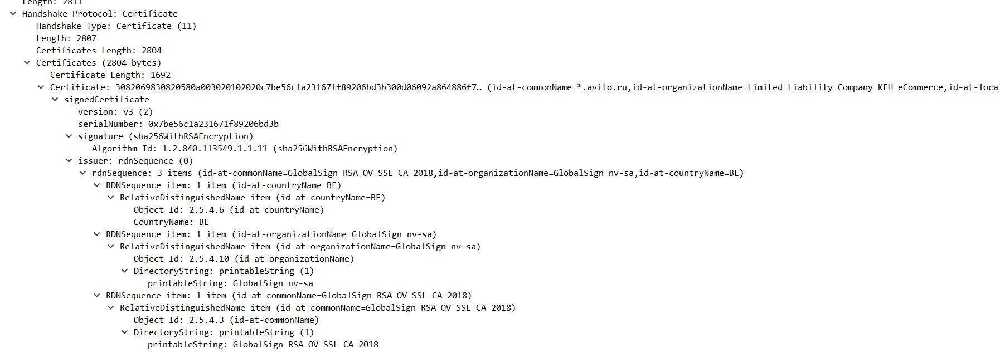 Length: 2811
Handshake Protocol: Certificate
Handshake Type: Certificate (11)
Length: 2807
Certificates Length: 2804
Certificates (2804 bytes)
Certificate Length: 1692
Certificate: 3082069830820580a003020102020c7be56c1a231671f89206bd3b300d06092a864886f7… (id-at-commonName=*.avito.ru,id-at-organizationName=Limited Liability Company KEH eCommerce,id-at-local
signedCertificate
version: v3 (2)
serialNumber: 0x7be56c1a231671f89206bd3b
signature (sha256WithRSAEncryption)
Algorithm Id: 1.2.840.113549.1.1.11 (sha256WithRSAEncryption)
issuer: rdnSequence (0)
rdnSequence: 3 items (id-at-commonName=GlobalSign RSA OV SSL CA 2018,id-at-organizationName=GlobalSign nv-sa,id-at-countryName=BE)
RDNSequence item: 1 item (id-at-countryName=BE)
RelativeDistinguishedName item (id-at-countryName=BE)
Object Id: 2.5.4.6 (id-at-countryName)
CountryName: BE
RDNSequence item: 1 item (id-at-organizationName=GlobalSign nv-sa)
RelativeDistinguishedName item (id-at-organizationName=GlobalSign nv-sa)
Object Id: 2.5.4.10 (id-at-organizationName)
DirectoryString: printableString (1)
printableString: GlobalSign nv-sa
RDNSequence item: 1 item (id-at-commonName=GlobalSign RSA OV SSL CA 2018)
RelativeDistinguishedName item (id-at-commonName=GlobalSign RSA OV SSL CA 2018)
Object Id: 2.5.4.3 (id-at-commonName)
DirectoryString: printableString (1)
printableString: GlobalSign RSA OV SSL CA 2018